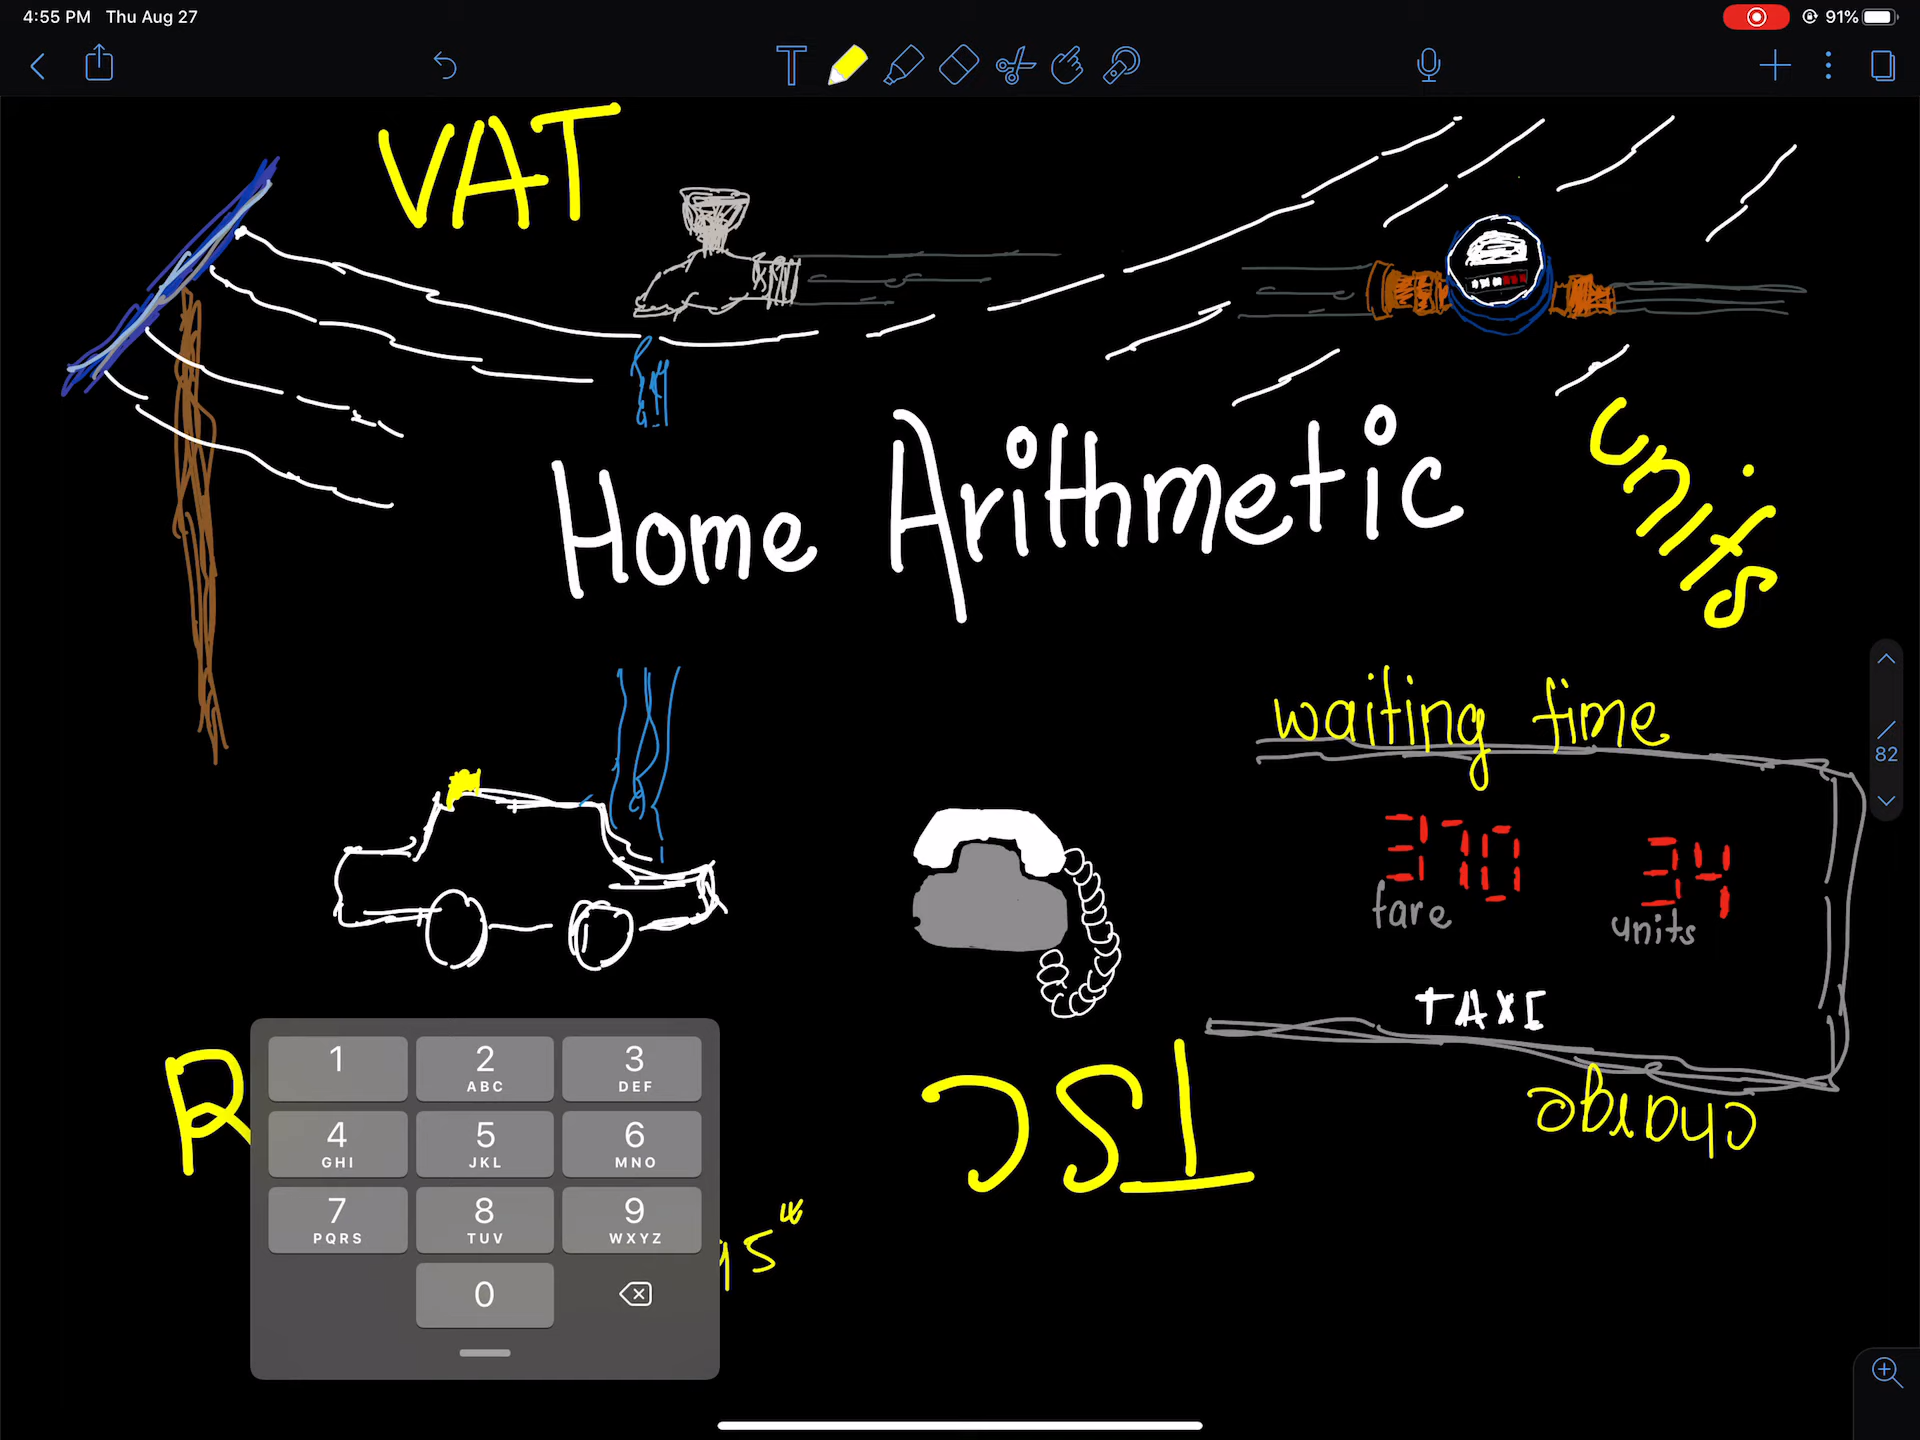 4:55 PM Thu Aug 27
91%
VAT
Home Arithmetic
units
waiting time
370
34
fare
units
TAXI
TSC
charge
82
R
1
2
3
ABC
DEF
4
5
6
GHI
JKL
MNO
7
8
9
PQRS
TUV
WXYZ
0